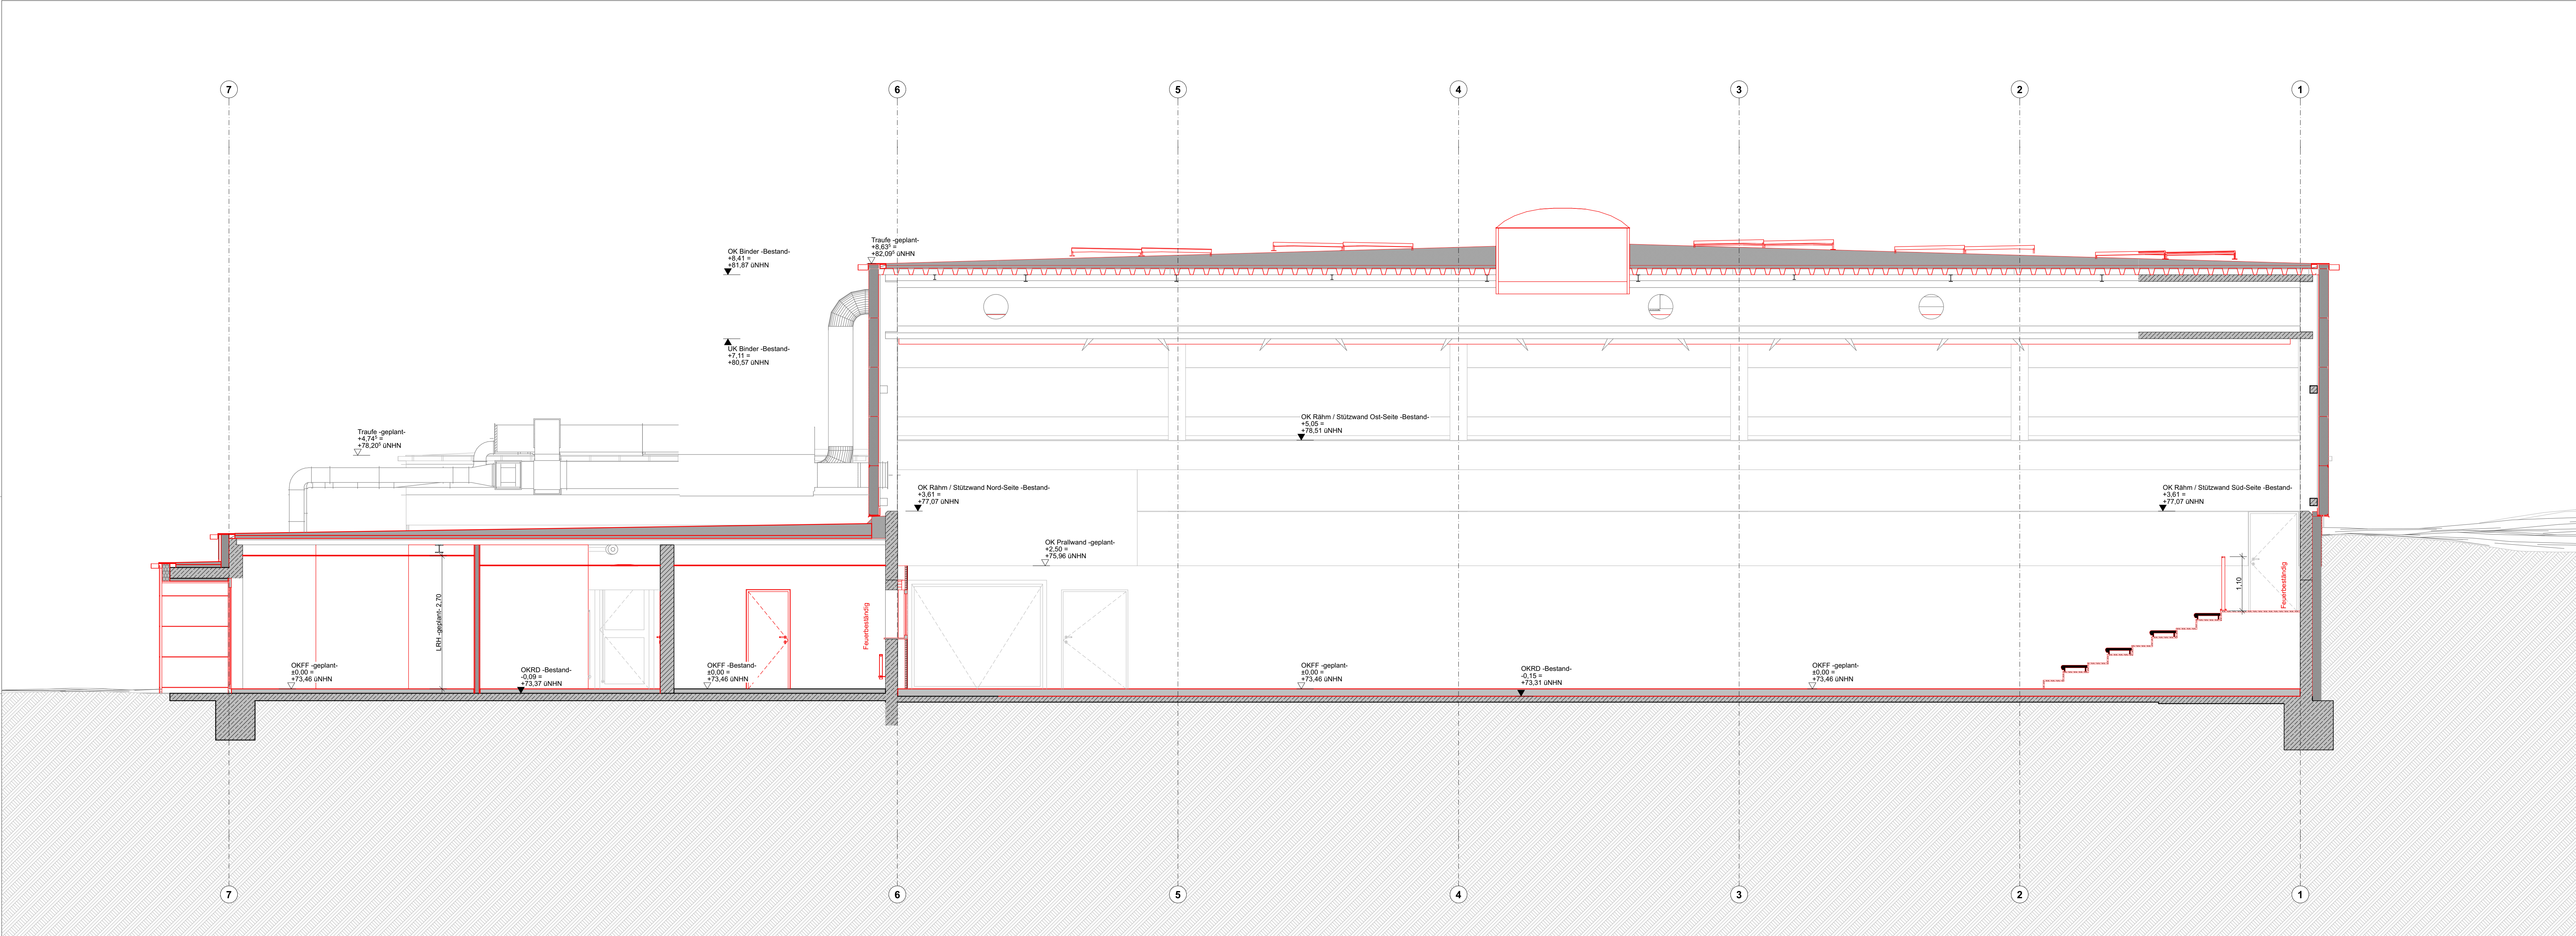 7
6
5
4
3
2
1
OK Binder -Bestand-
+8,41 =
+81,87 üNHN
Traufe -geplant-
+8,63⁵ =
+82,09⁵ üNHN
UK Binder -Bestand-
+7,11 =
+80,57 üNHN
Traufe -geplant-
+4,74⁵ =
+78,20⁵ üNHN
OK Rähm / Stützwand Ost-Seite -Bestand-
+5,05 =
+78,51 üNHN
OK Rähm / Stützwand Nord-Seite -Bestand-
+3,61 =
+77,07 üNHN
OK Rähm / Stützwand Süd-Seite -Bestand-
+3,61 =
+77,07 üNHN
OK Prallwand -geplant-
+2,50 =
+75,96 üNHN
LRH -geplant- 2,70
Feuerbeständig
1,10
Feuerbeständig
OKFF -geplant-
±0,00 =
+73,46 üNHN
OKRD -Bestand-
-0,09 =
+73,37 üNHN
OKFF -Bestand-
±0,00 =
+73,46 üNHN
OKFF -geplant-
±0,00 =
+73,46 üNHN
OKRD -Bestand-
-0,15 =
+73,31 üNHN
OKFF -geplant-
±0,00 =
+73,46 üNHN
7
6
5
4
3
2
1